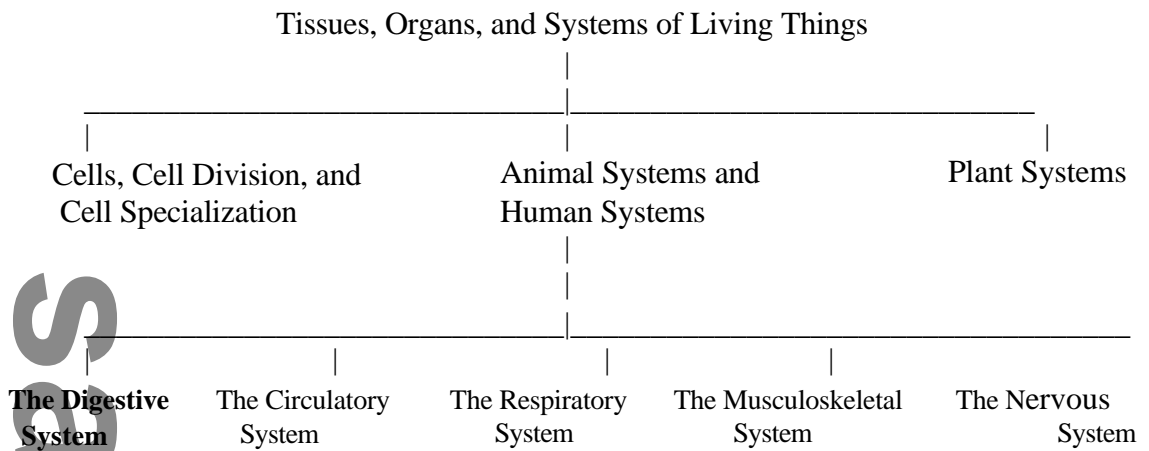 Tissues, Organs, and Systems of Living Things
Cells, Cell Division, and
Cell Specialization
Animal Systems and
Human Systems
Plant Systems
The Digestive
System
The Circulatory
System
The Respiratory
System
The Musculoskeletal
System
The Nervous
System